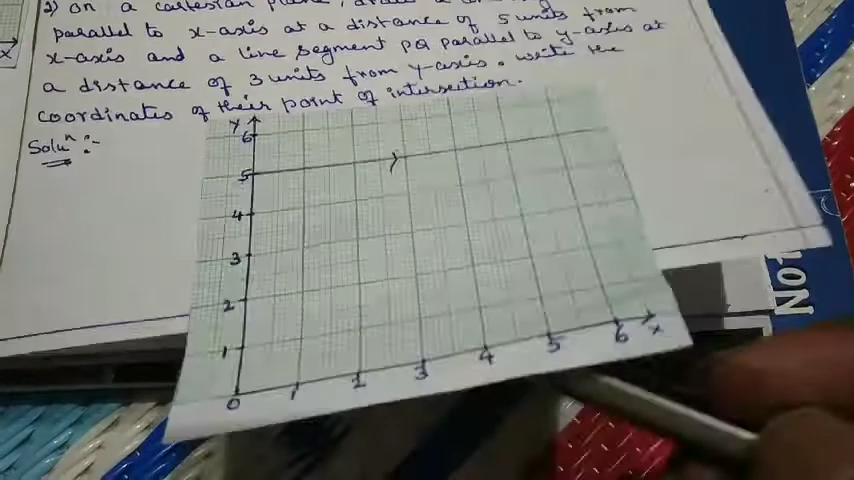 2) On a cartesian plane, draw a
parallel to x-axis at a distance of 5 units from
x-axis and a line segment PQ parallel to y-axis at
a distance of 3 units from Y-axis. write the
coordinates of their point of intersection.
Soluⁿ :-
Y
6
5
4
3
2
1
0 1 2 3 4 5 6 x
X
NOT